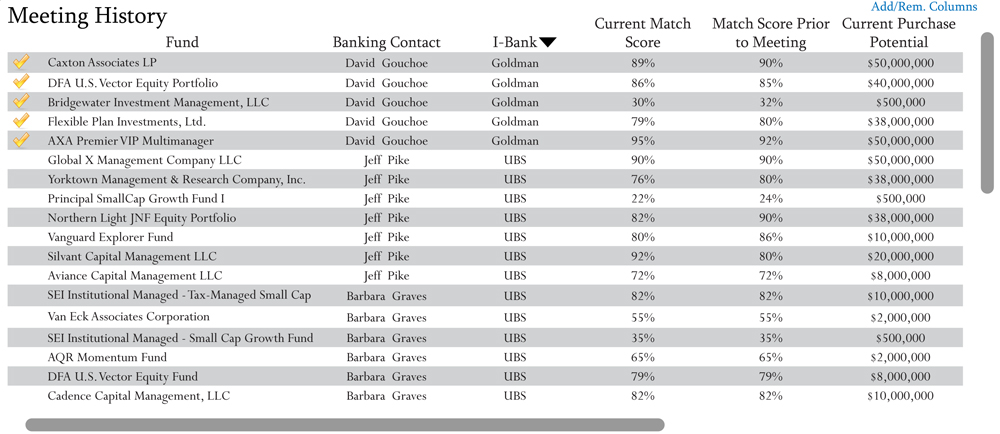 Add/Rem. Columns
Meeting History
Fund Banking Contact I-Bank Current Match Score Match Score Prior to Meeting Current Purchase Potential
Caxton Associates LP David Gouchoe Goldman 89% 90% $50,000,000
DFA U.S. Vector Equity Portfolio David Gouchoe Goldman 86% 85% $40,000,000
Bridgewater Investment Management, LLC David Gouchoe Goldman 30% 32% $500,000
Flexible Plan Investments, Ltd. David Gouchoe Goldman 79% 80% $38,000,000
AXA Premier VIP Multimanager David Gouchoe Goldman 95% 92% $50,000,000
Global X Management Company LLC Jeff Pike UBS 90% 90% $50,000,000
Yorktown Management & Research Company, Inc. Jeff Pike UBS 76% 80% $38,000,000
Principal SmallCap Growth Fund I Jeff Pike UBS 22% 24% $500,000
Northern Light JNF Equity Portfolio Jeff Pike UBS 82% 90% $38,000,000
Vanguard Explorer Fund Jeff Pike UBS 80% 86% $10,000,000
Silvant Capital Management LLC Jeff Pike UBS 92% 80% $20,000,000
Aviance Capital Management LLC Jeff Pike UBS 72% 72% $8,000,000
SEI Institutional Managed - Tax-Managed Small Cap Barbara Graves UBS 82% 82% $10,000,000
Van Eck Associates Corporation Barbara Graves UBS 55% 55% $2,000,000
SEI Institutional Managed - Small Cap Growth Fund Barbara Graves UBS 35% 35% $500,000
AQR Momentum Fund Barbara Graves UBS 65% 65% $2,000,000
DFA U.S. Vector Equity Fund Barbara Graves UBS 79% 79% $8,000,000
Cadence Capital Management, LLC Barbara Graves UBS 82% 82% $10,000,000